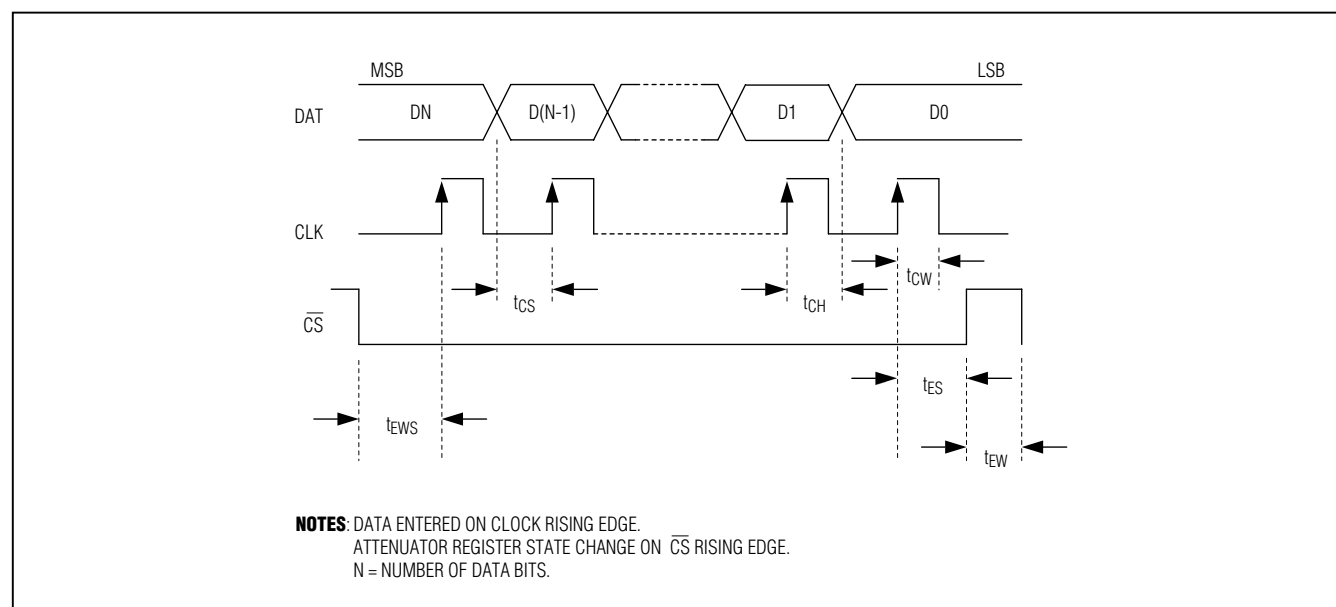 MSB LSB
DAT DN D(N-1) D1 D0
CLK
tCS tCH tCW
CS
tES
tEWS
tEW
NOTES: DATA ENTERED ON CLOCK RISING EDGE.
ATTENUATOR REGISTER STATE CHANGE ON CS RISING EDGE.
N = NUMBER OF DATA BITS.